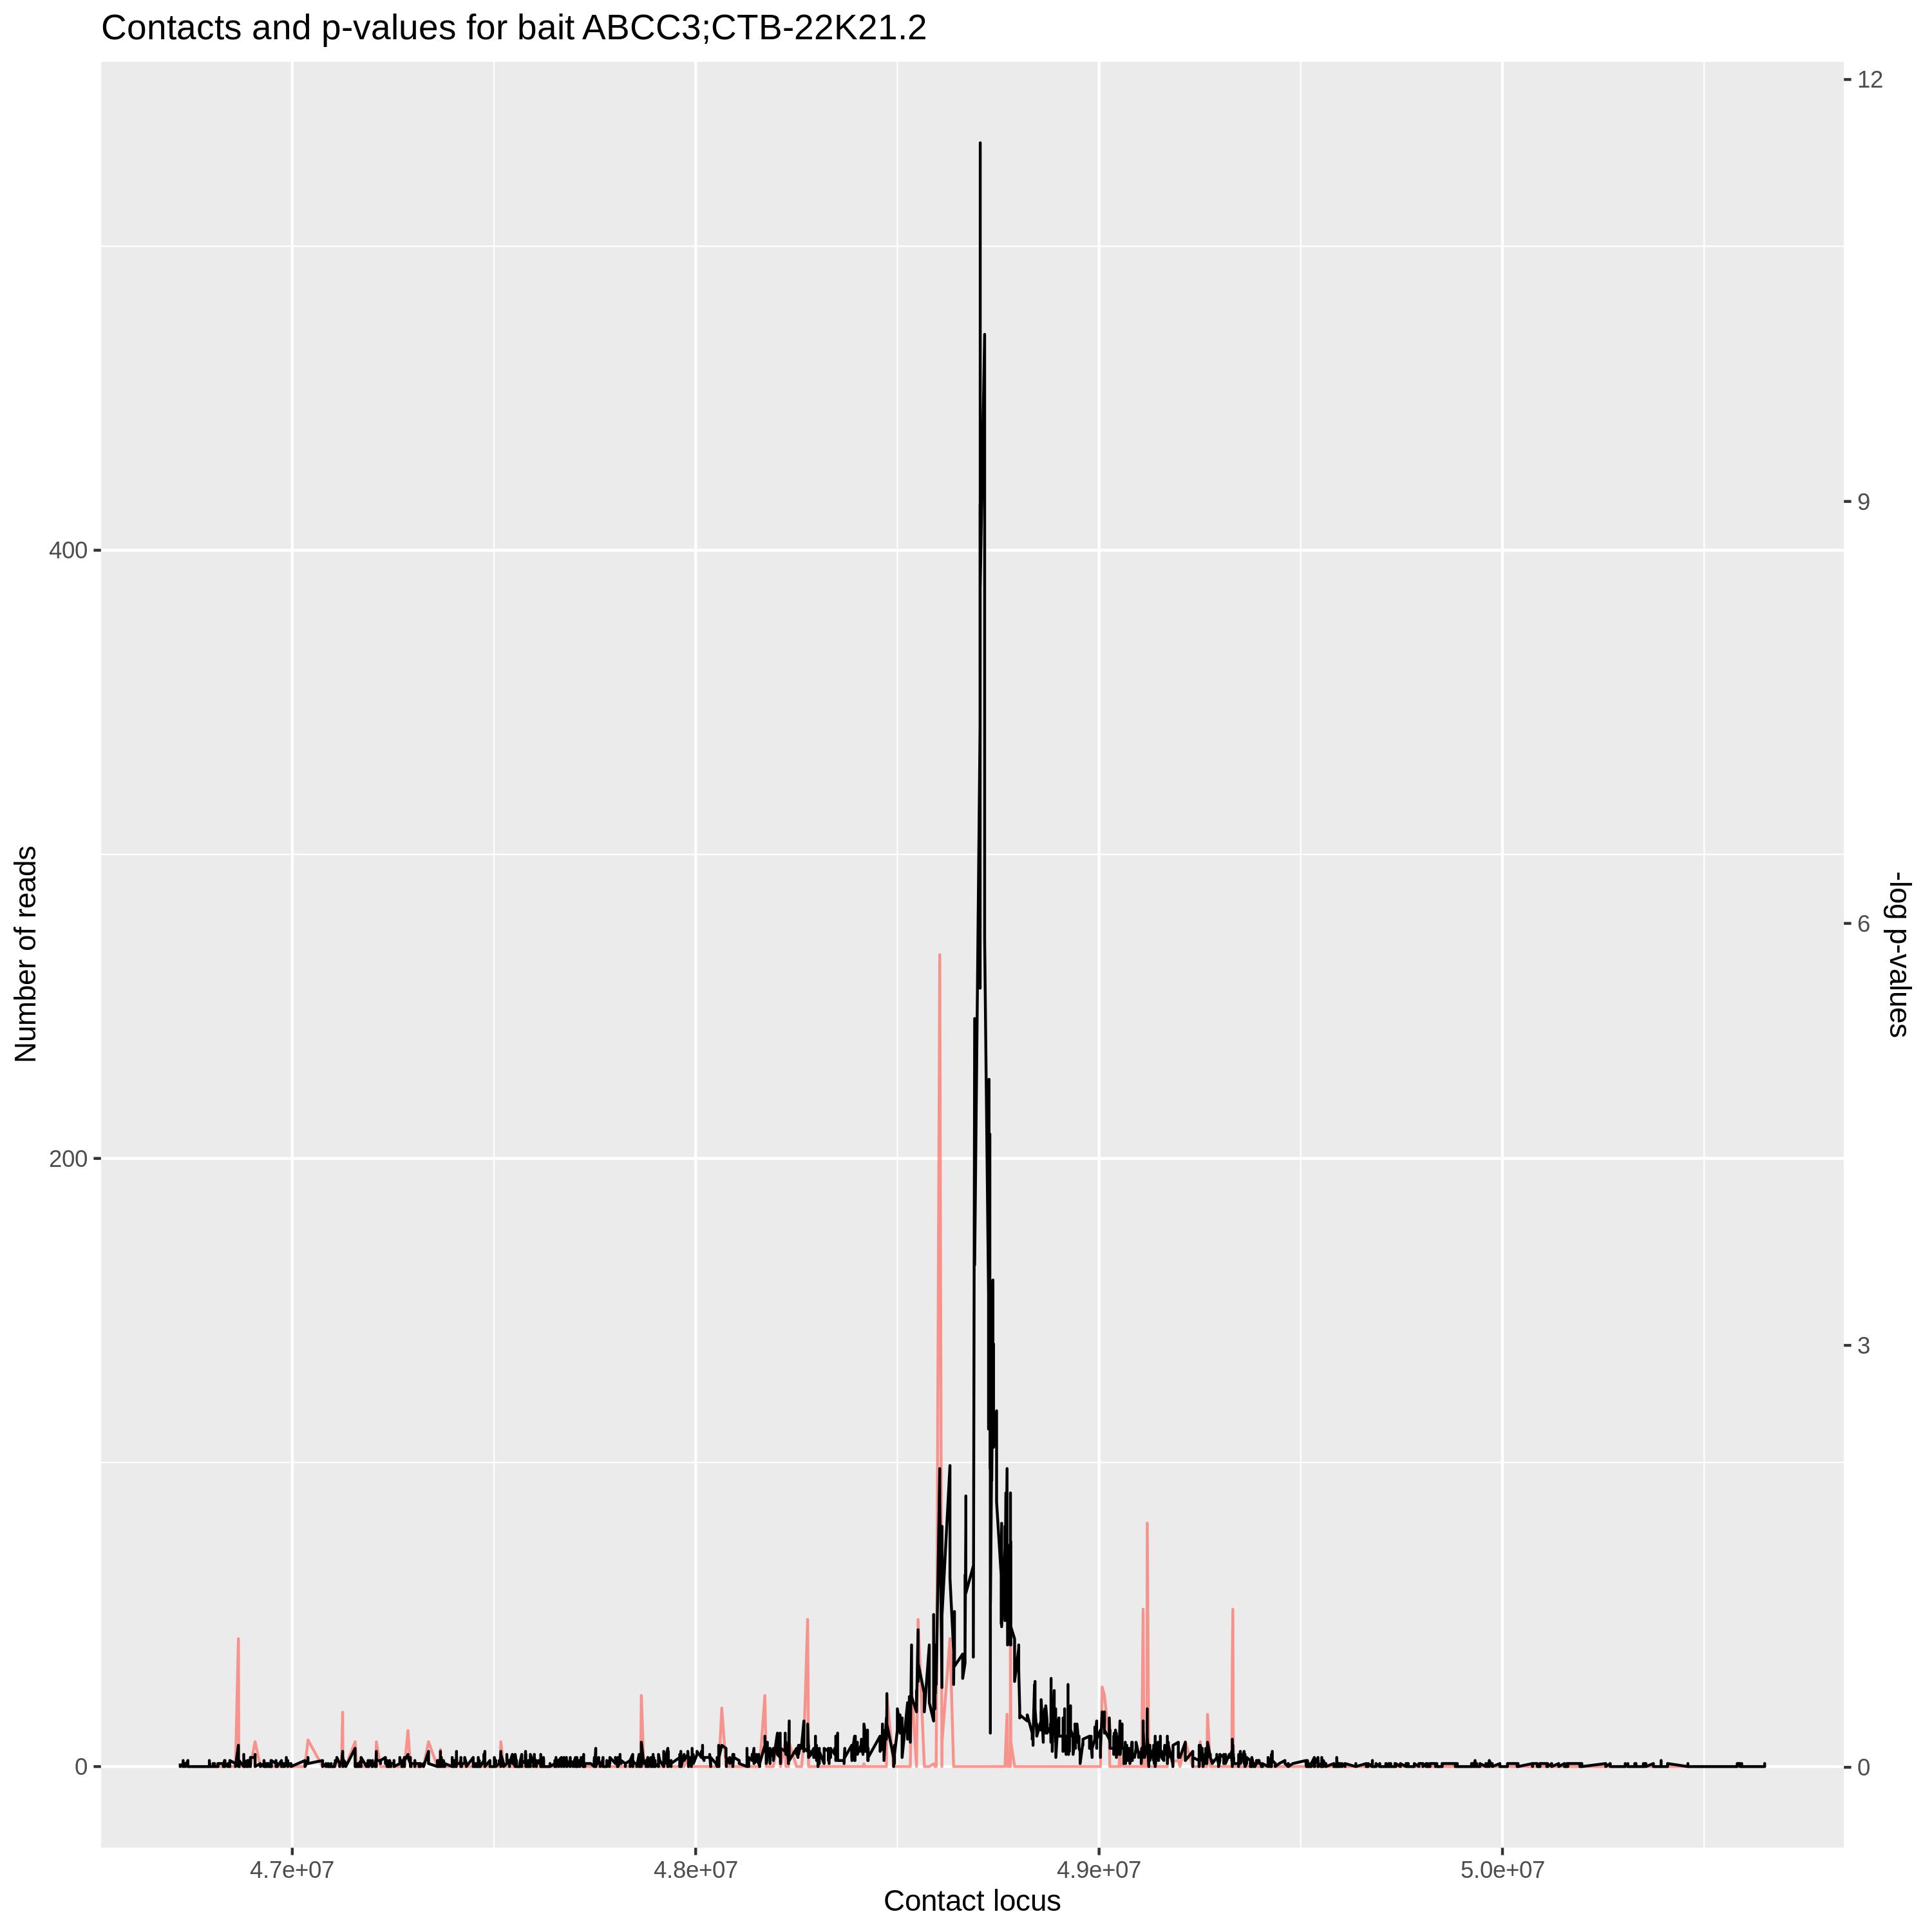 Contacts and p-values for bait ABCC3;CTB-22K21.2
12
9
400
6
Number of reads
-log p-values
200
3
0
0
4.7e+07
4.8e+07
4.9e+07
5.0e+07
Contact locus